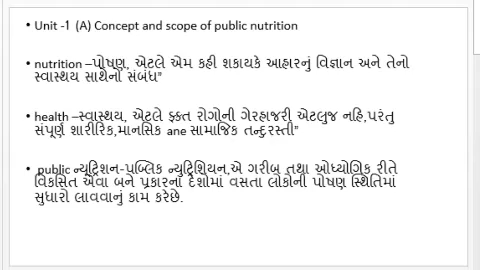 • Unit -1 (A) Concept and scope of public nutrition
• nutrition –પોષણ, એટલે એમ કહી શકાયકે આહારનું વિજ્ઞાન અને તેનો
સ્વાસ્થય સાથેનો સંબંધ”
• health –સ્વાસ્થય, એટલે ફક્ત રોગોની ગેરહાજરી એટલુજ નહિ,પરંતુ
સંપૂર્ણ શારીરિક,માનસિક ane સામાજિક તન્દુરસ્તી”
• public ન્યૂટ્રિશન-પબ્લિક ન્યુટ્રિશિયન,એ ગરીબ તથા ઓધ્યોગિક રીતે
વિકસિત એવા બને પ્રકારના દેશોમાં વસતા લોકોની પોષણ સ્થિતિમાં
સુધારો લાવવાનું કામ કરેછે.